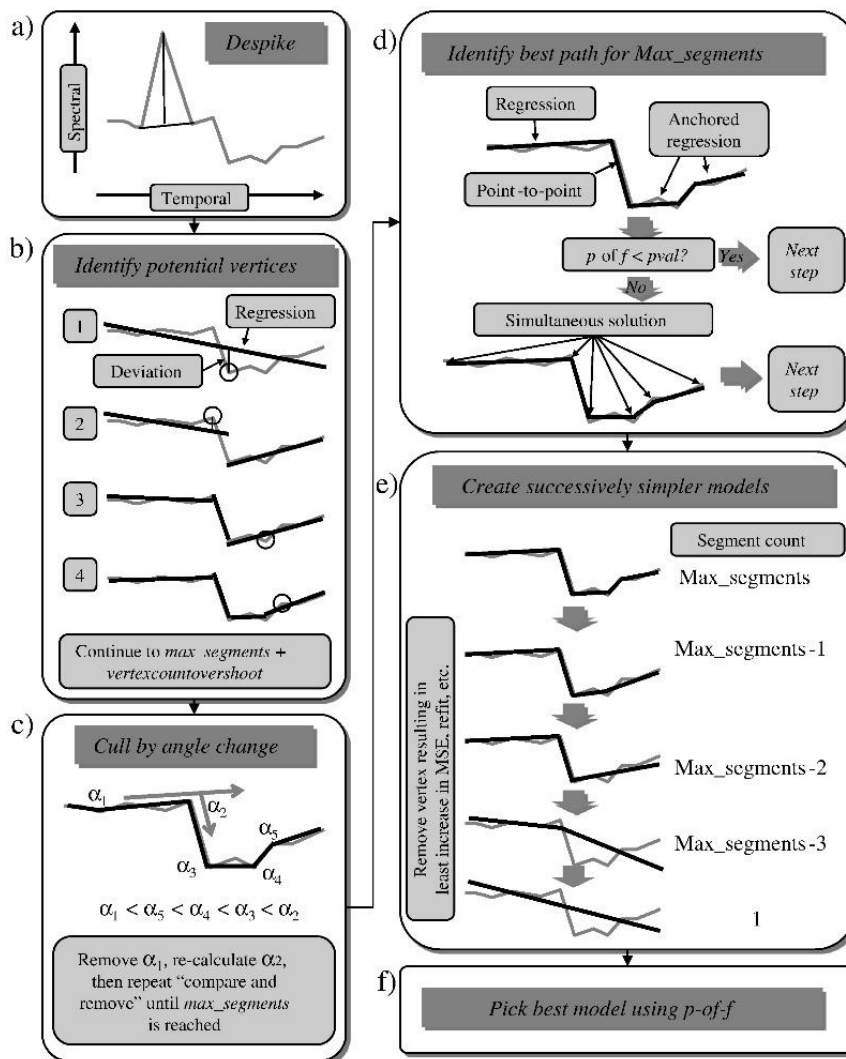 a)
Despike
Spectral
Temporal
b)
Identify potential vertices
1
Regression
Deviation
2
3
4
Continue to max_segments +
vertexcountovershoot
c)
Cull by angle change
α1
α2
α5
α3
α4
α1 < α5 < α4 < α3 < α2
Remove α1, re-calculate α2,
then repeat “compare and
remove” until max_segments
is reached
d)
Identify best path for Max_segments
Regression
Anchored
regression
Point-to-point
p of f < pval?
Yes
Next
step
No
Simultaneous solution
Next
step
e)
Create successively simpler models
Segment count
Max_segments
Max_segments-1
Max_segments-2
Max_segments-3
1
Remove vertex resulting in
least increase in MSE, refit, etc.
f)
Pick best model using p-of-f